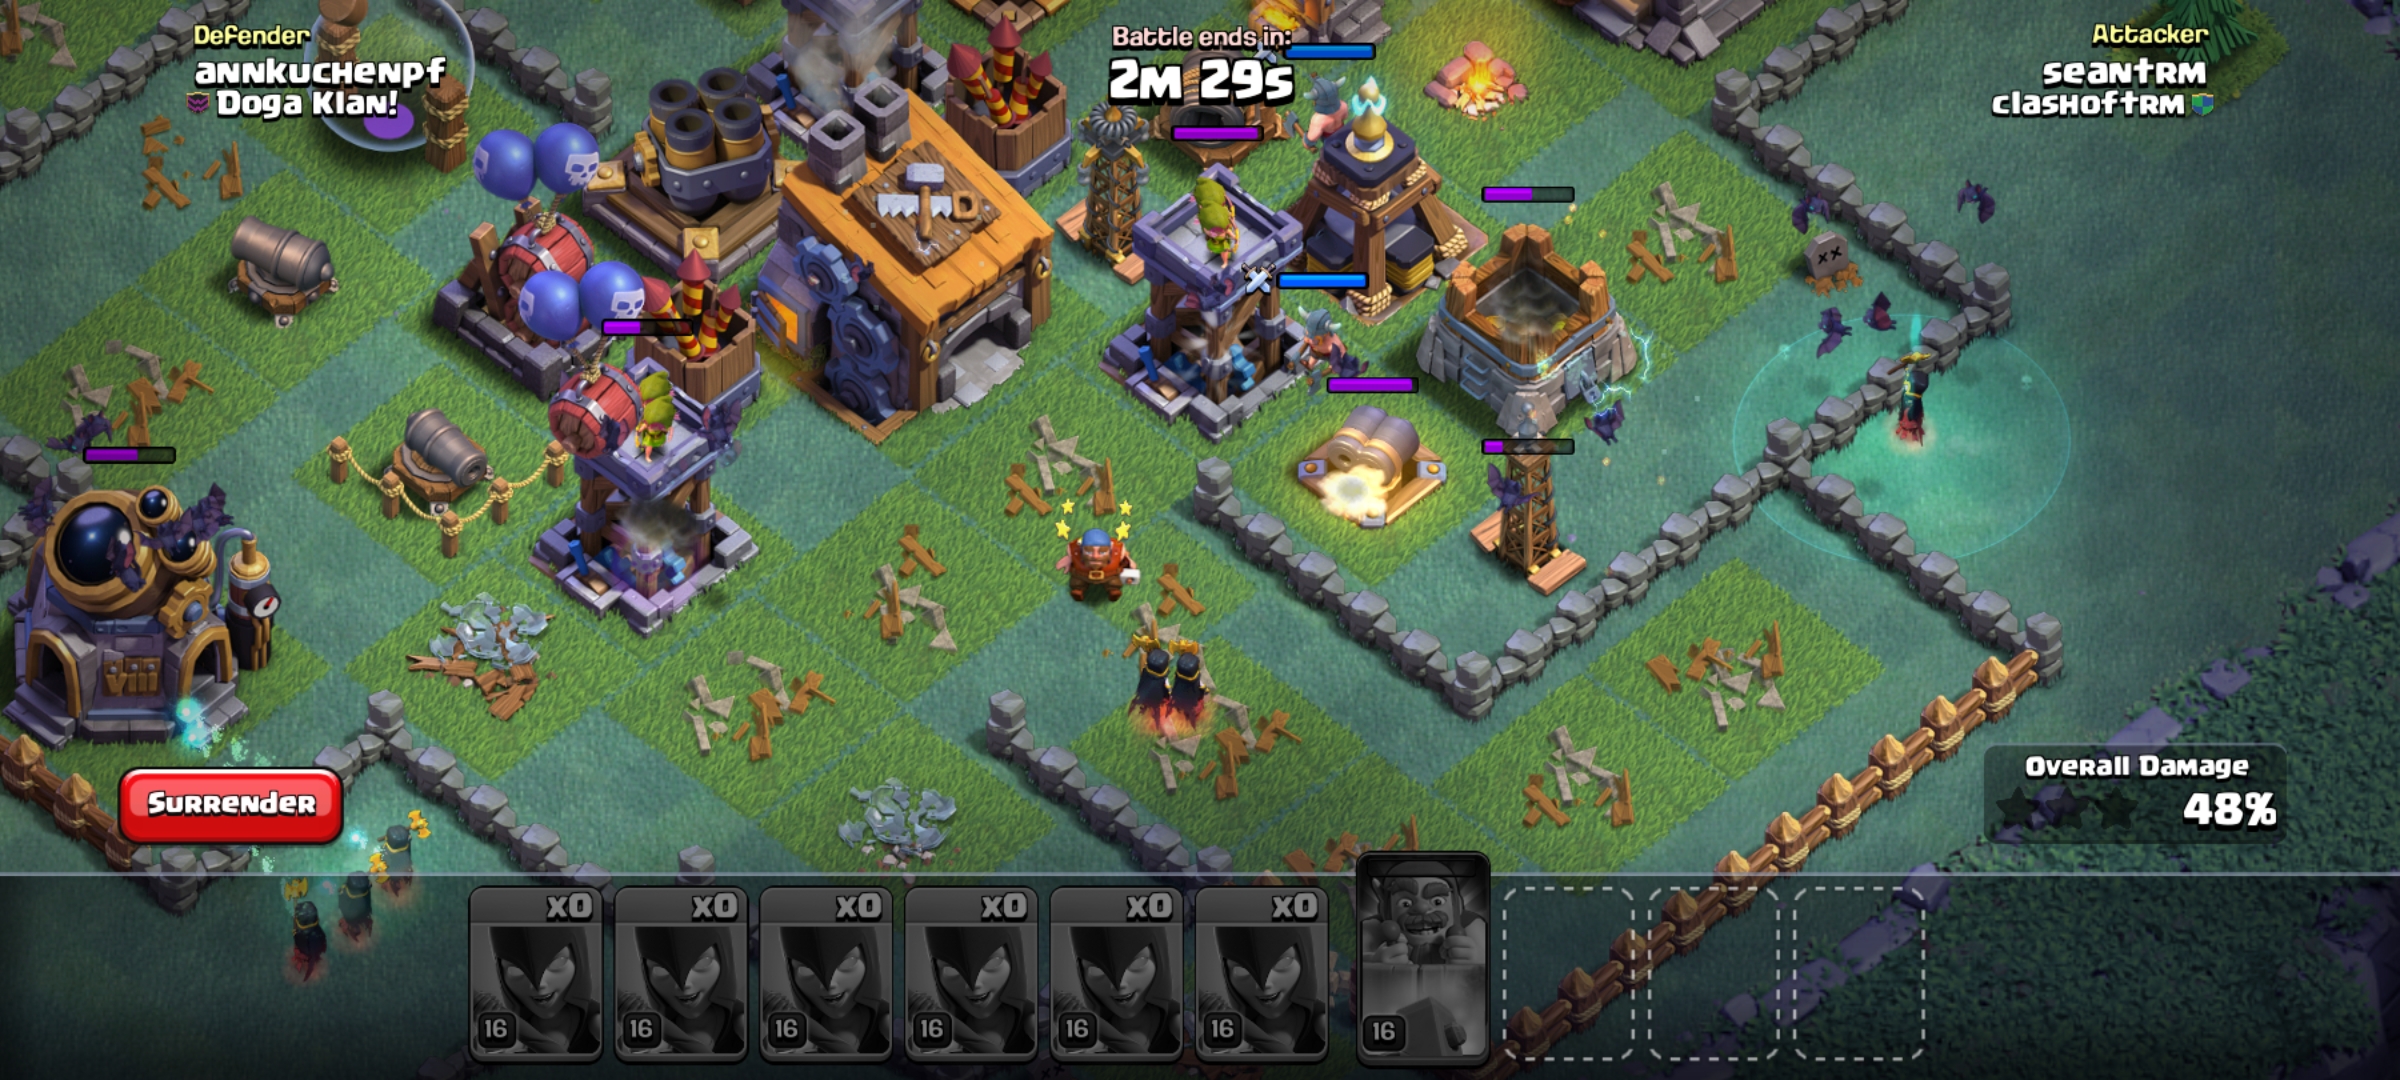 Defender
annkuchenpf
Doga Klan!
Battle ends in:
2m 29s
Attacker
seantrm
clashoftrm
VIII
Surrender
Overall Damage
48%
x0
x0
x0
x0
x0
x0
16
16
16
16
16
16
16